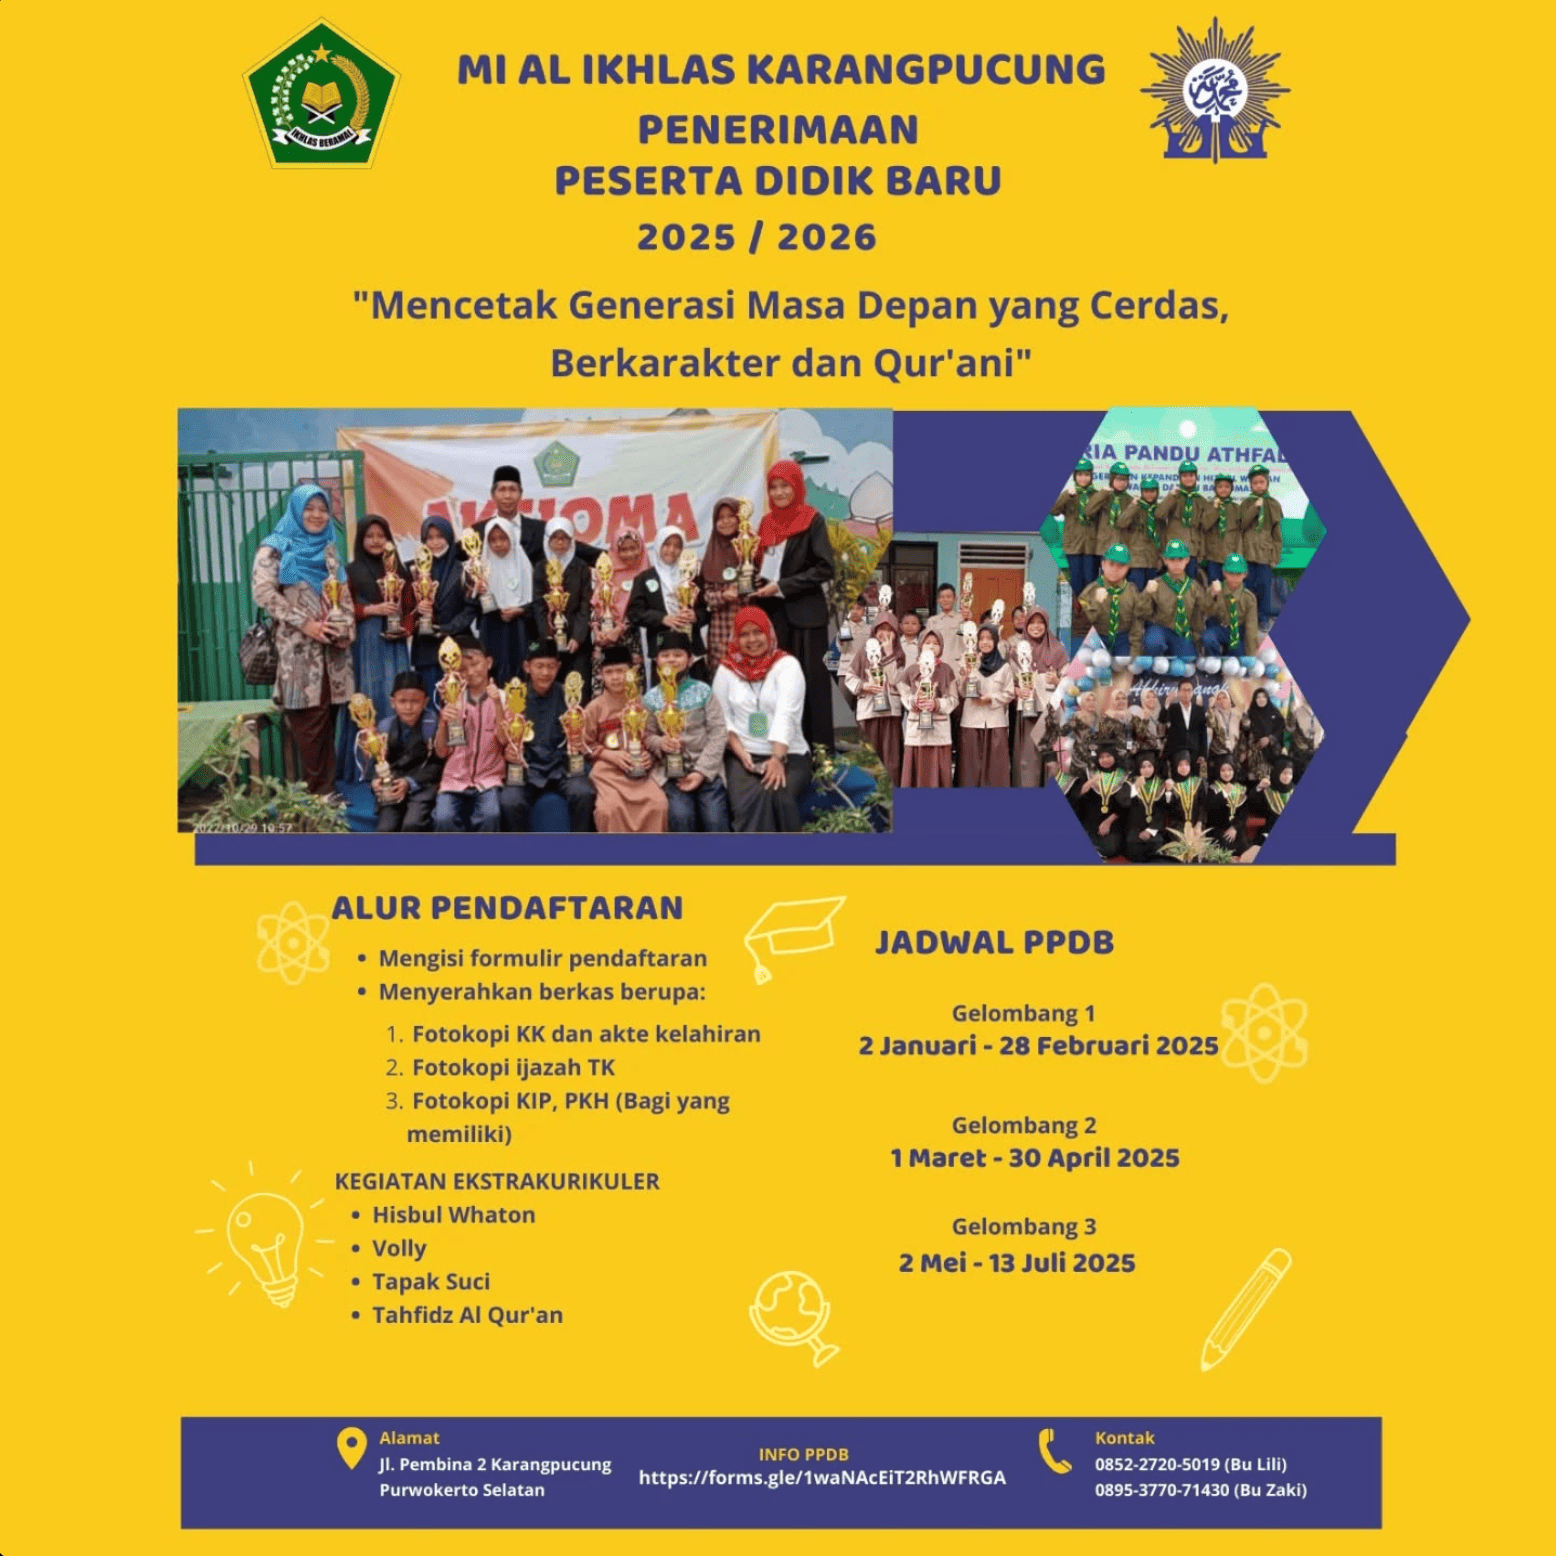 IKHLAS BERAMAL
MI AL IKHLAS KARANGPUCUNG
PENERIMAAN
PESERTA DIDIK BARU
2025 / 2026
"Mencetak Generasi Masa Depan yang Cerdas,
Berkarakter dan Qur'ani"
RIA PANDU ATHFAL
2022/10/29 10:57
ALUR PENDAFTARAN
• Mengisi formulir pendaftaran
• Menyerahkan berkas berupa:
1. Fotokopi KK dan akte kelahiran
2. Fotokopi ijazah TK
3. Fotokopi KIP, PKH (Bagi yang
memiliki)
KEGIATAN EKSTRAKURIKULER
• Hisbul Whaton
• Volly
• Tapak Suci
• Tahfidz Al Qur'an
JADWAL PPDB
Gelombang 1
2 Januari - 28 Februari 2025
Gelombang 2
1 Maret - 30 April 2025
Gelombang 3
2 Mei - 13 Juli 2025
Alamat
Jl. Pembina 2 Karangpucung
Purwokerto Selatan
INFO PPDB
https://forms.gle/1waNAcEiT2RhWFRGA
Kontak
0852-2720-5019 (Bu Lili)
0895-3770-71430 (Bu Zaki)